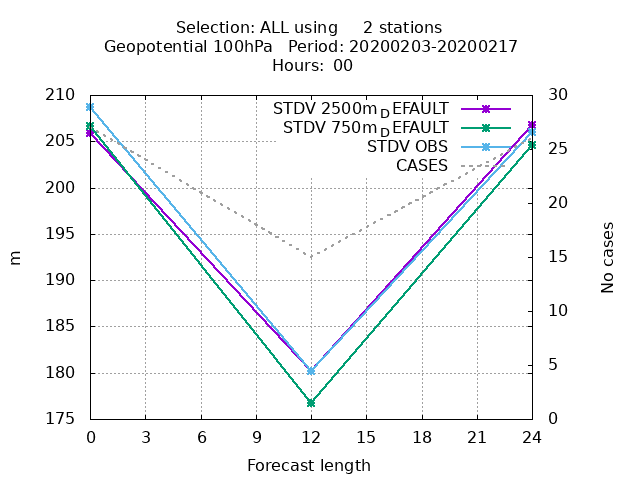 Selection: ALL using     2 stations
Geopotential 100hPa   Period: 20200203-20200217
Hours:  00
STDV 2500mDEFAULT
STDV 750mDEFAULT
STDV OBS
CASES
210
205
200
195
190
185
180
175
30
25
20
15
10
5
0
m
No cases
0 3 6 9 12 15 18 21 24
Forecast length